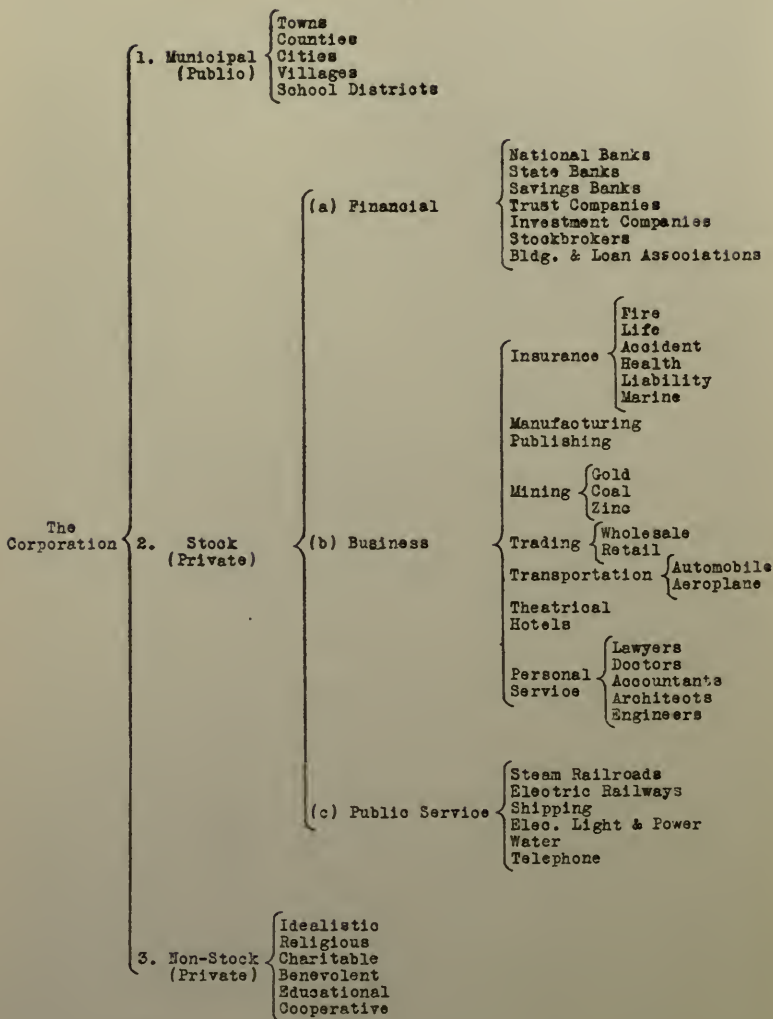 The
Corporation
1. Municipal
(Public)
Towns
Counties
Cities
Villages
School Districts
2. Stock
(Private)
(a) Financial
National Banks
State Banks
Savings Banks
Trust Companies
Investment Companies
Stockbrokers
Bldg. & Loan Associations
(b) Business
Insurance
Fire
Life
Accident
Health
Liability
Marine
Manufacturing
Publishing
Mining
Gold
Coal
Zinc
Trading
Wholesale
Retail
Transportation
Automobile
Aeroplane
Theatrical
Hotels
Personal
Service
Lawyers
Doctors
Accountants
Architects
Engineers
(c) Public Service
Steam Railroads
Electric Railways
Shipping
Elec. Light & Power
Water
Telephone
3. Non-Stock
(Private)
Idealistic
Religious
Charitable
Benevolent
Educational
Cooperative